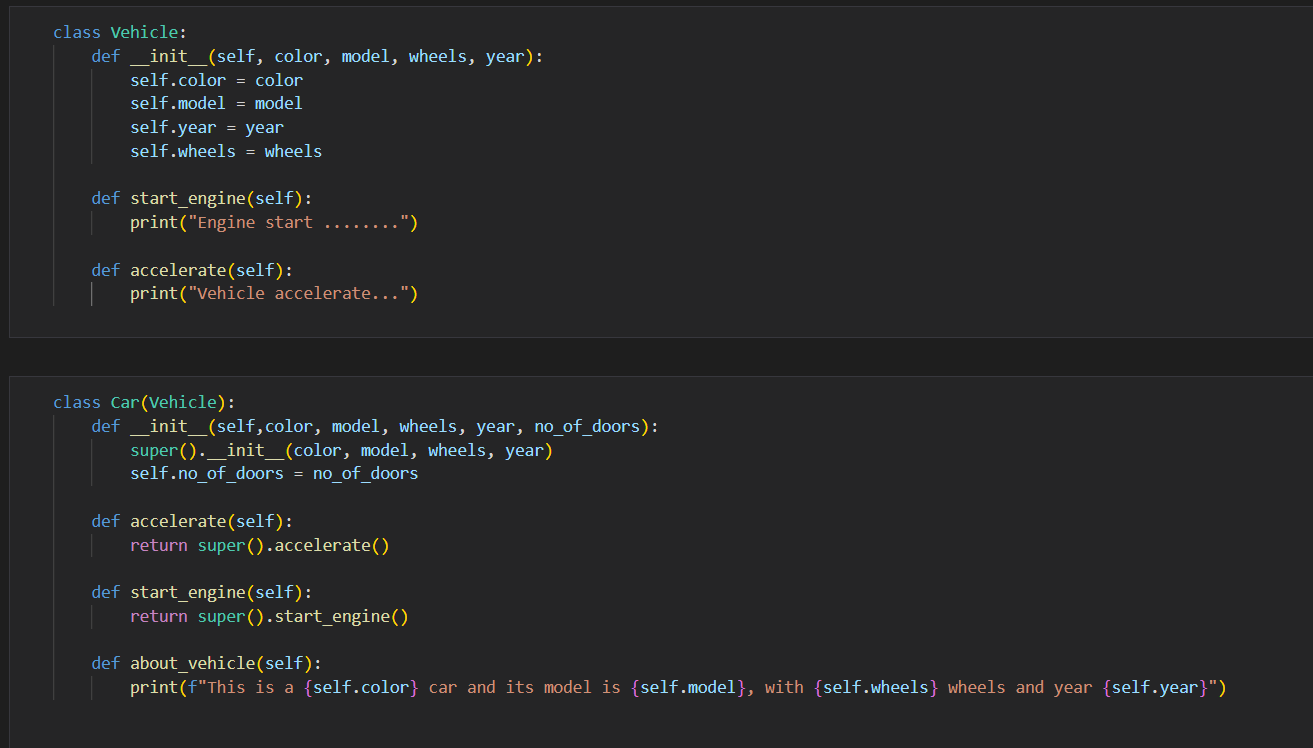 class Vehicle:
    def __init__(self, color, model, wheels, year):
        self.color = color
        self.model = model
        self.year = year
        self.wheels = wheels

    def start_engine(self):
        print("Engine start ........")

    def accelerate(self):
        print("Vehicle accelerate...")

class Car(Vehicle):
    def __init__(self,color, model, wheels, year, no_of_doors):
        super().__init__(color, model, wheels, year)
        self.no_of_doors = no_of_doors

    def accelerate(self):
        return super().accelerate()

    def start_engine(self):
        return super().start_engine()

    def about_vehicle(self):
        print(f"This is a {self.color} car and its model is {self.model}, with {self.wheels} wheels and year {self.year}")